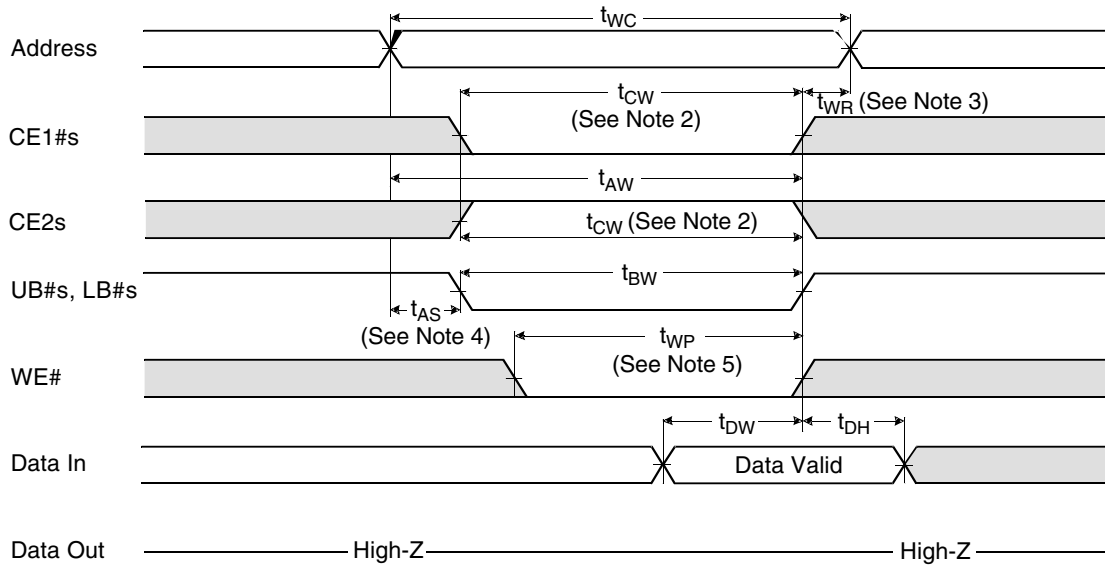 tWC
Address
tCW
(See Note 2)
tWR (See Note 3)
CE1#s
tAW
CE2s
tCW (See Note 2)
UB#s, LB#s
tBW
tAS
(See Note 4)
tWP
(See Note 5)
WE#
tDW
tDH
Data In
Data Valid
Data Out
High-Z
High-Z